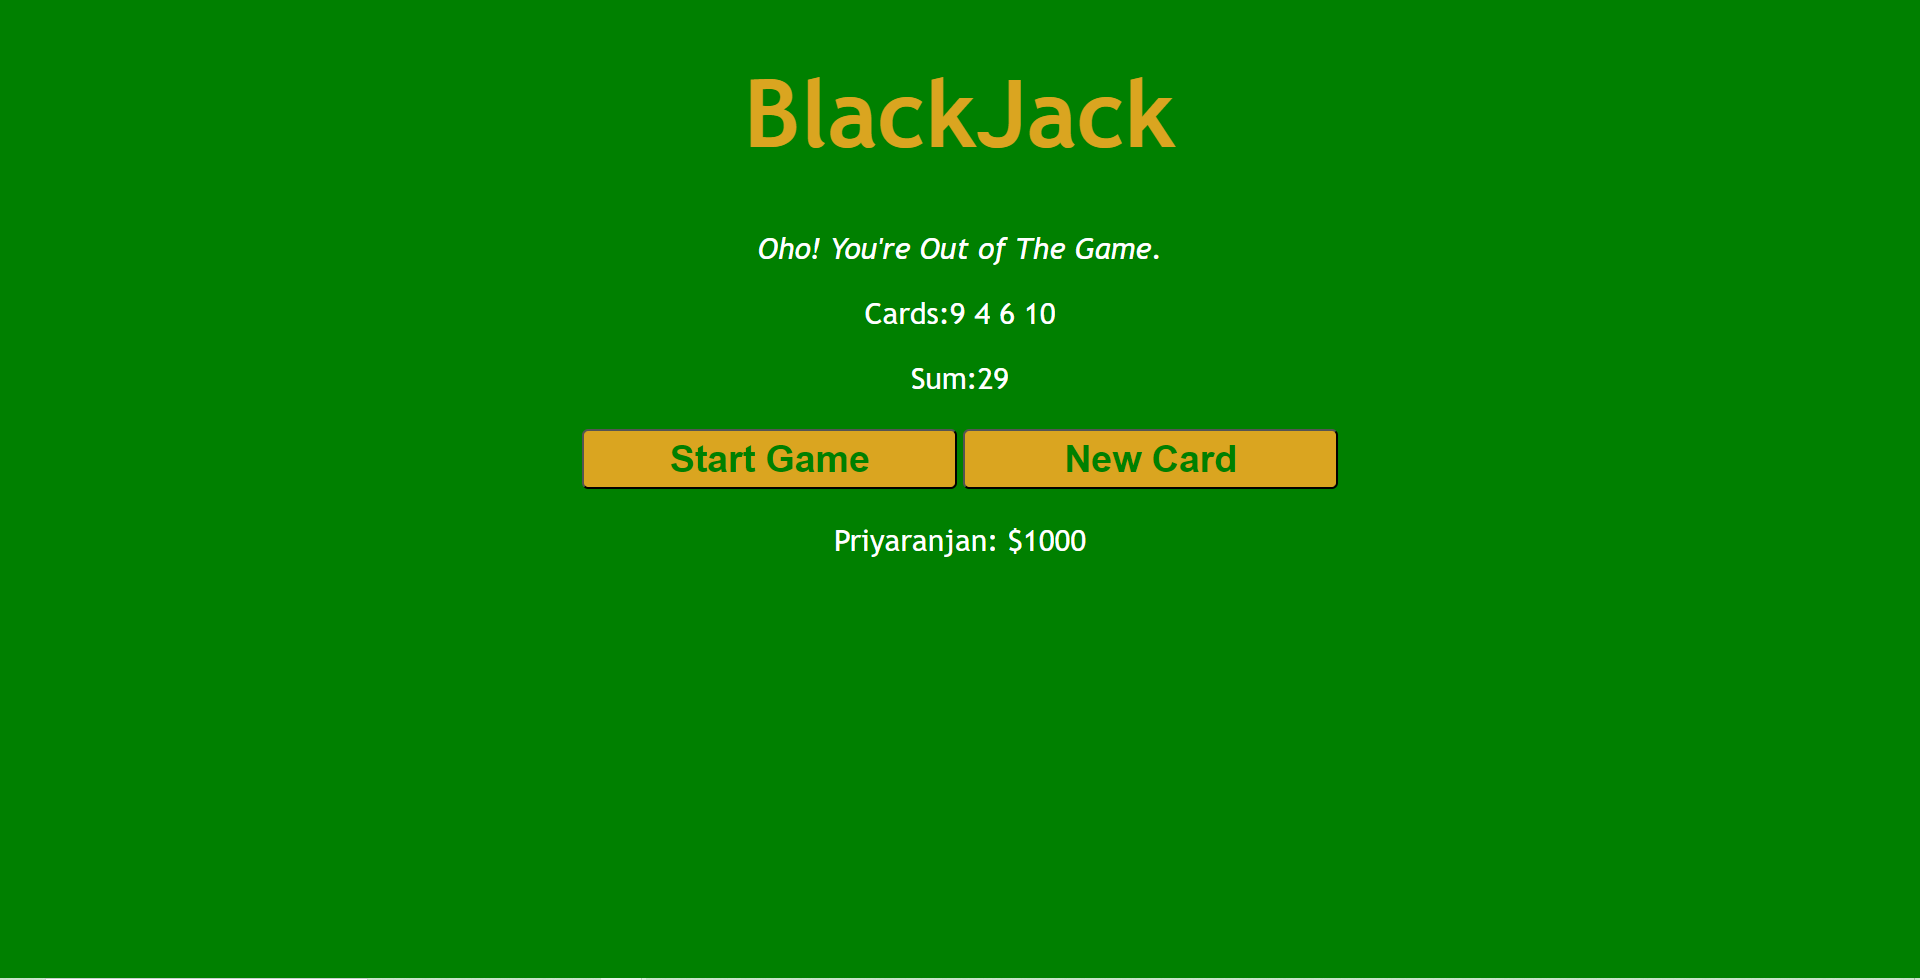 BlackJack
Oho! You're Out of The Game.
Cards:9 4 6 10
Sum:29
Start Game New Card
Priyaranjan: $1000